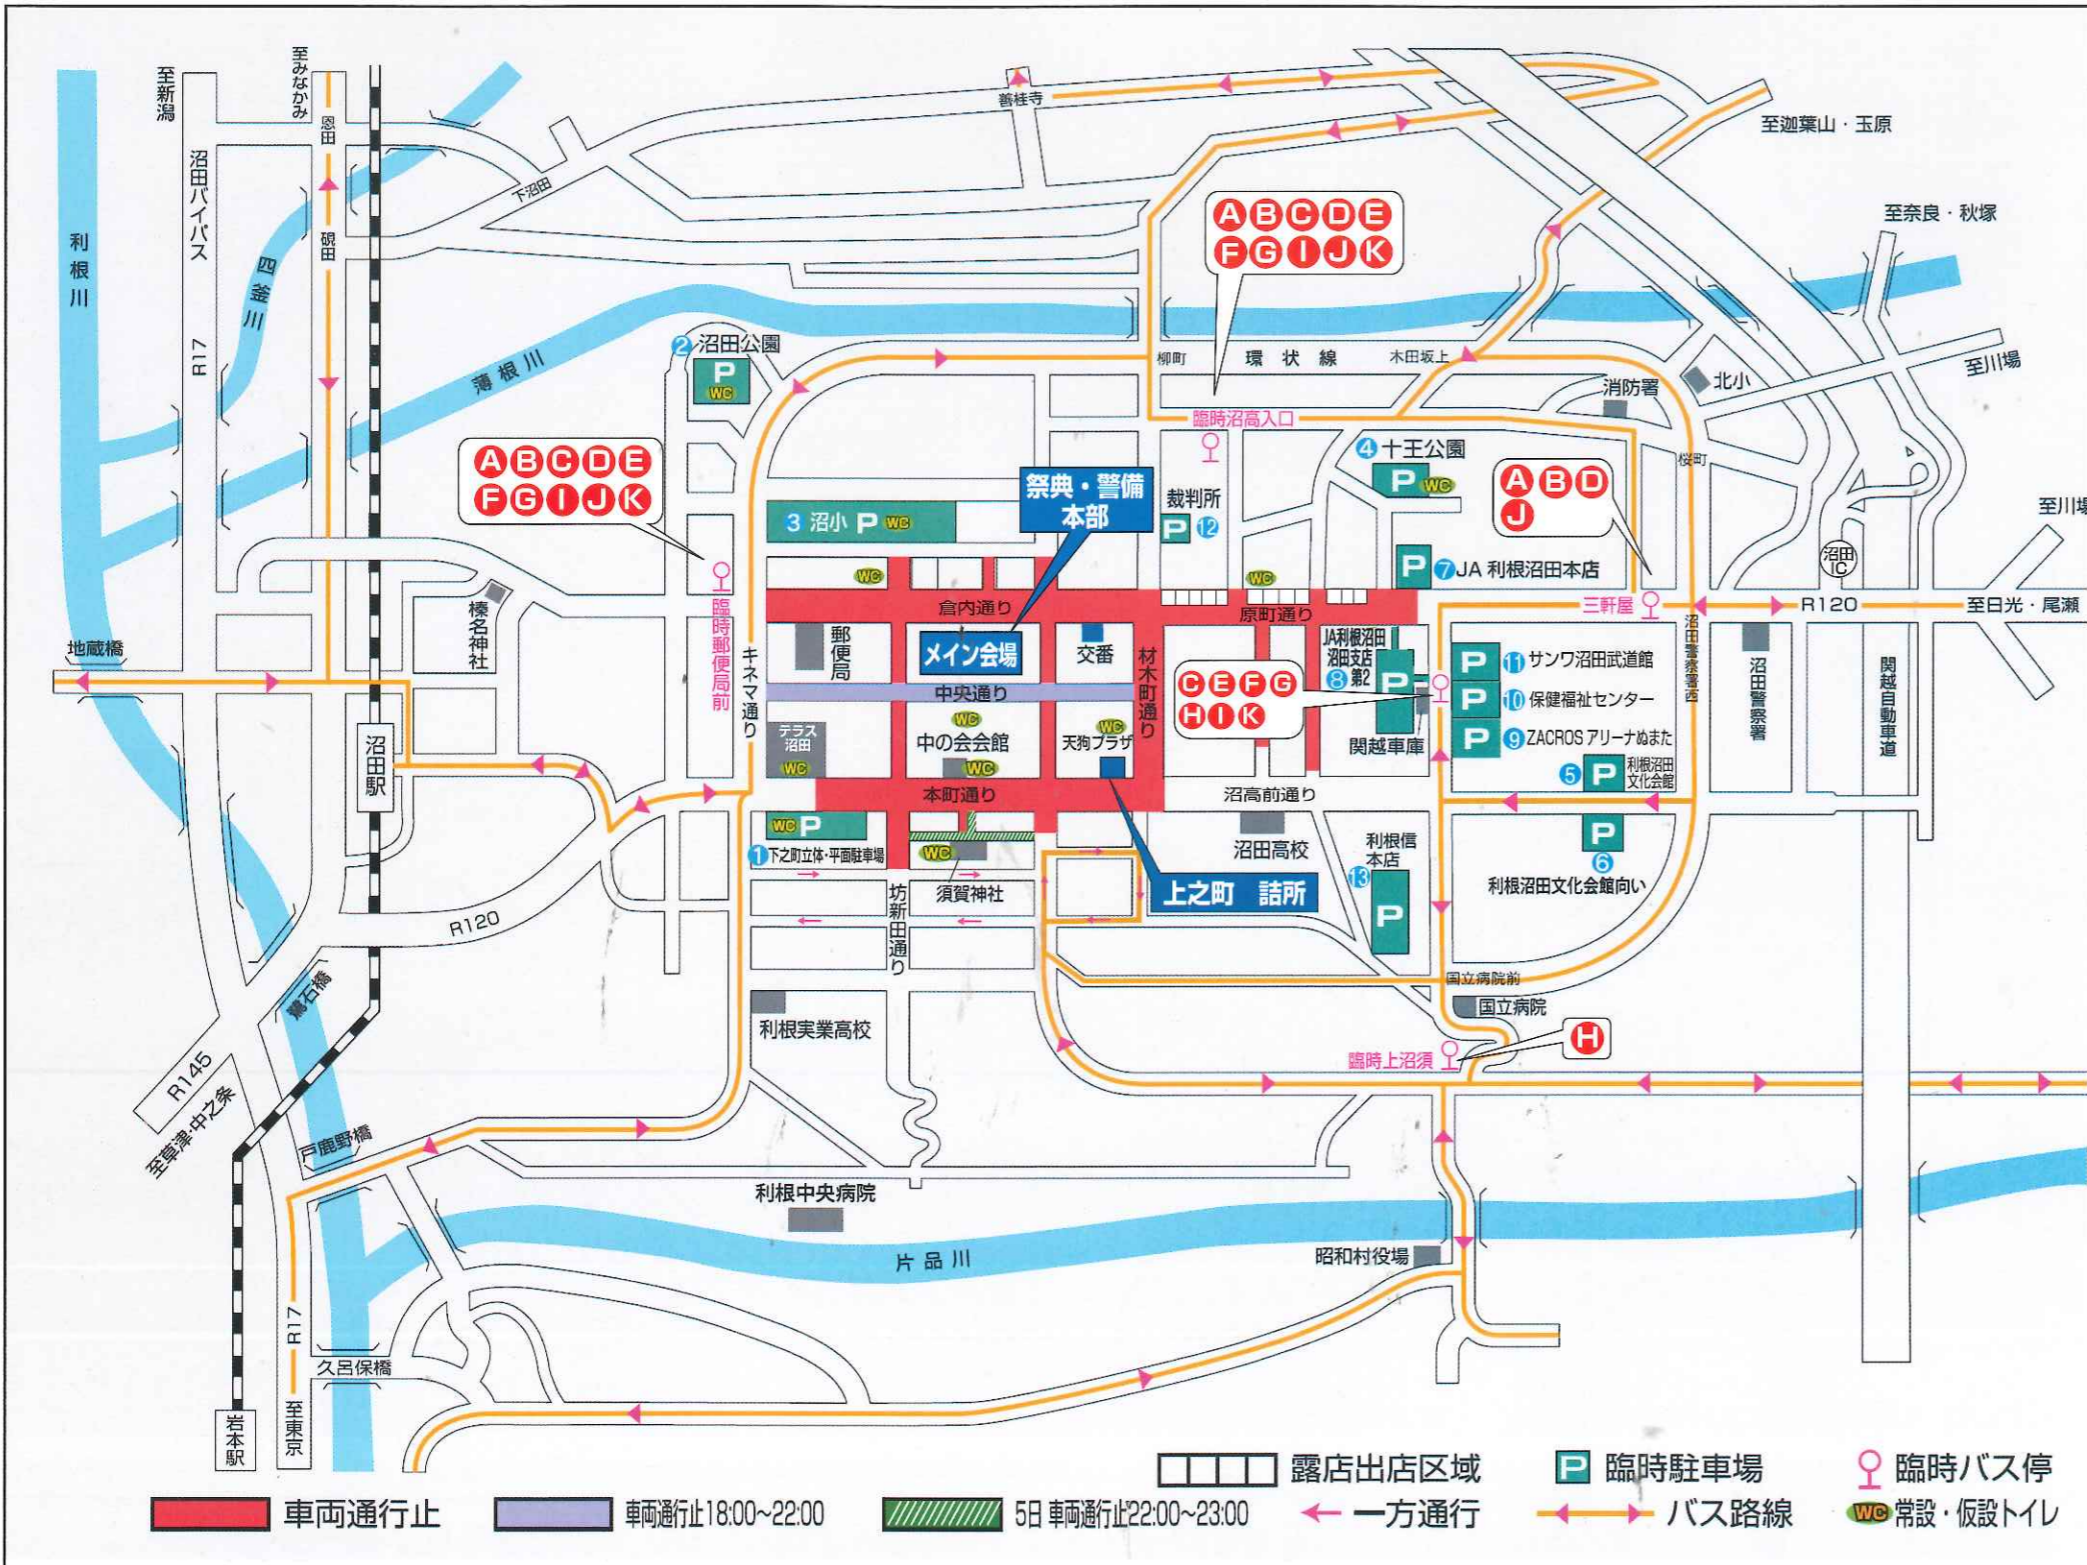 至新潟
至みなかみ
恩田
沼田バイパス
下沼田
善桂寺
至迦葉山・玉原
至奈良・秋塚
利根川
四釜川
硯田
R17
薄根川
A B C D E
F G I J K
② 沼田公園
P
WC
柳町
環状線
木田坂上
消防署
北小
至川場
臨時沼高入口
A B C D E
F G I J K
祭典・警備
本部
④ 十王公園
P WC
桜町
A B D
J
至川場
③ 沼小 P WC
裁判所
P ⑫
沼田
IC
P ⑦ JA 利根沼田本店
WC
WC
榛名神社
臨時郵便局前
倉内通り
原町通り
三軒屋
R120
至日光・尾瀬
地蔵橋
キネマ通り
郵便局
メイン会場
交番
材木町通り
JA利根沼田
沼田支店
⑧ 第2
P
P ⑪ サンワ沼田武道館
沼田警察署西
沼田警察署
関越自動車道
中央通り
C E F G
H I K
P ⑩ 保健福祉センター
沼田駅
テラス
沼田
WC
WC
中の会会館
WC
WC
天狗プラザ
関越車庫
P ⑨ ZACROS アリーナぬまた
⑤ P 利根沼田
文化会館
本町通り
沼高前通り
WC P
① 下之町立体・平面駐車場
WC
須賀神社
沼田高校
利根信
本店
⑬
P
P
⑥
利根沼田文化会館向い
上之町 詰所
坊新田通り
R120
鷺石橋
国立病院前
国立病院
利根実業高校
臨時上沼須
H
R145
至草津・中之条
戸鹿野橋
利根中央病院
片品川
昭和村役場
R17
久呂保橋
岩本駅
至東京
露店出店区域
P 臨時駐車場
臨時バス停
車両通行止
車両通行止18:00~22:00
5日 車両通行止22:00~23:00
一方通行
バス路線
WC 常設・仮設トイレ